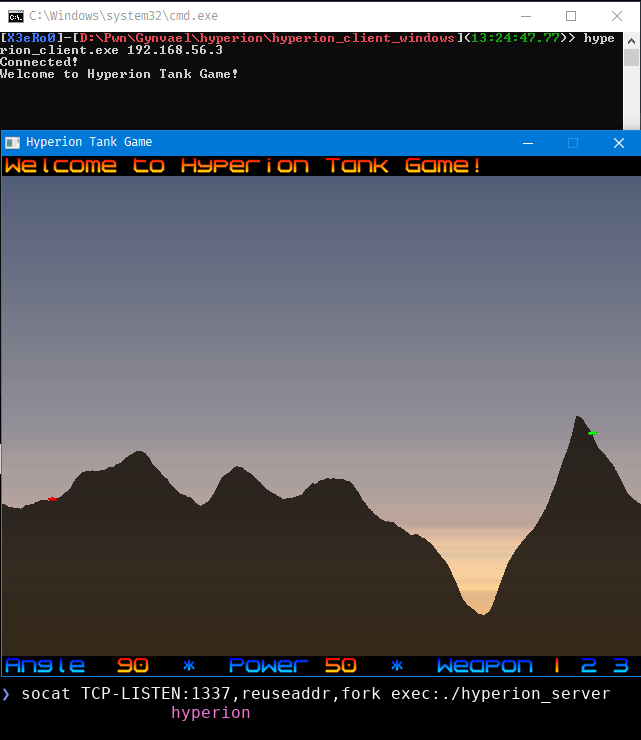 C:\Windows\system32\cmd.exe
[X3eRo0]-[D:\Pwn\Gynvael\hyperion\hyperion_client_windows](13:24:47.77)> hype
rion_client.exe 192.168.56.3
Connected!
Welcome to Hyperion Tank Game!
Hyperion Tank Game
Welcome to Hyperion Tank Game!
Angle 90 * Power 50 * Weapon 1 2 3
❯ socat TCP-LISTEN:1337,reuseaddr,fork exec:./hyperion_server
hyperion